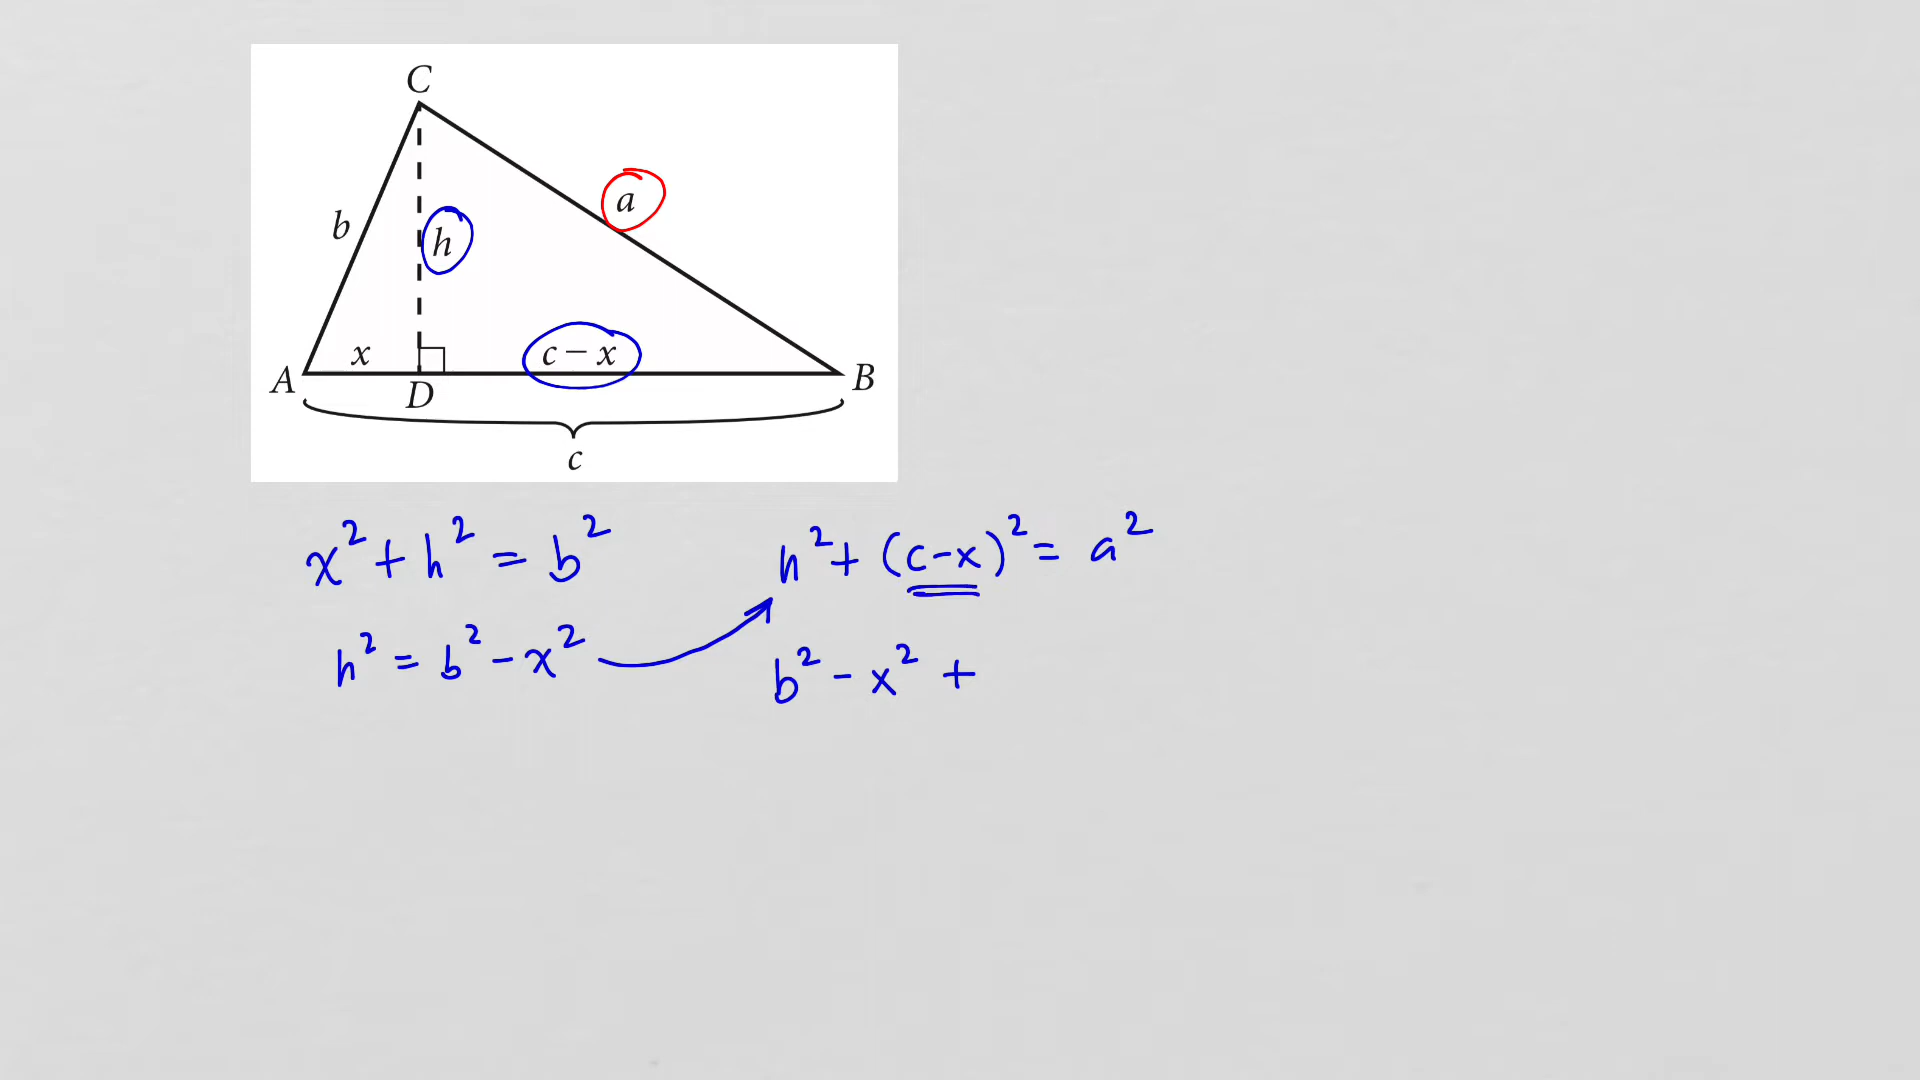 C
a
b
h
x
c – x
A
D
B
c
x² + h² = b²
h² + (c-x)² = a²
h² = b² - x²
b² - x² +